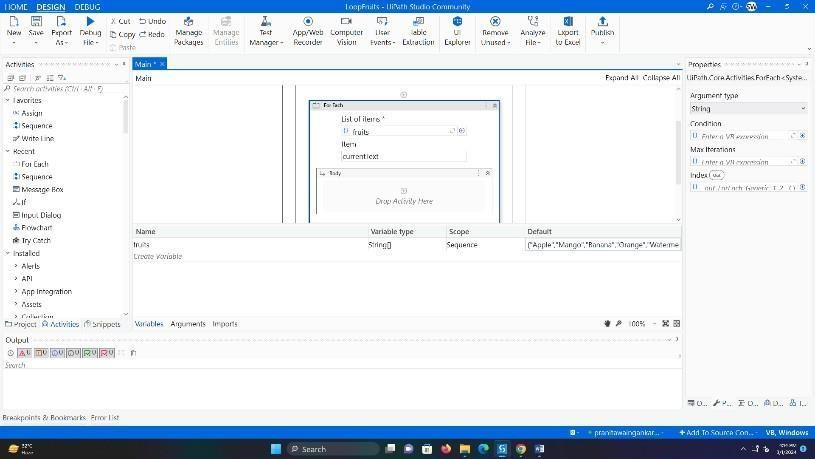 HOME DESIGN DEBUG
LoopFruits - UiPath Studio Community
New
Save
Export As
Debug File
Cut
Copy
Paste
Undo
Redo
Manage Packages
Manage Entities
Test Manager
App/Web Recorder
Computer Vision
User Events
Table Extraction
UI Explorer
Remove Unused
Analyze File
Export to Excel
Publish
Activities
Search activities (Ctrl + Alt + F)
Favorites
Assign
Sequence
Write Line
Recent
For Each
Sequence
Message Box
If
Input Dialog
Flowchart
Try Catch
Installed
Alerts
API
App Integration
Assets
Collection
Project Activities Snippets
Main *
Main
Expand All Collapse All
For Each
List of items *
fruits
Item
currentText
Body
Drop Activity Here
Name Variable type Scope Default
fruits String[] Sequence {"Apple","Mango","Banana","Orange","Waterme
Create Variable
Variables Arguments Imports
100%
Properties
UiPath.Core.Activities.ForEach<Syste...
Argument type
String
Condition
Enter a VB expression
Max Iterations
Enter a VB expression
Index Out
Output
Search
O... P... O... D... T...
Breakpoints & Bookmarks Error List
pranitawaingankar...
Add To Source Con...
VB, Windows
32°C
Haze
Search
3/1/2024